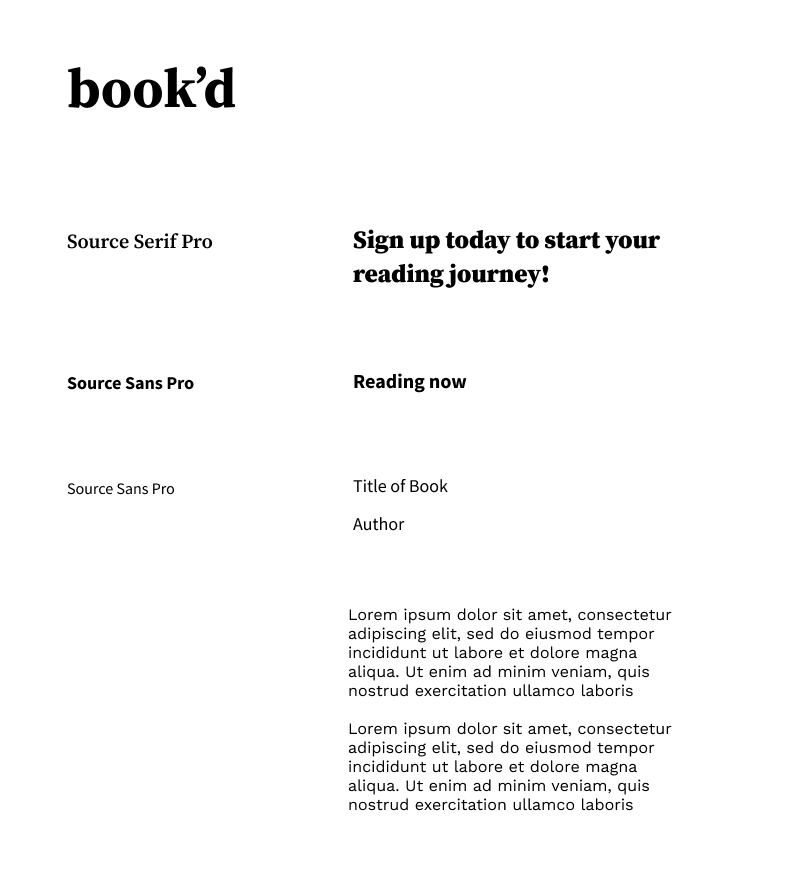 book’d
Source Serif Pro
Sign up today to start your
reading journey!
Source Sans Pro
Reading now
Source Sans Pro
Title of Book
Author
Lorem ipsum dolor sit amet, consectetur
adipiscing elit, sed do eiusmod tempor
incididunt ut labore et dolore magna
aliqua. Ut enim ad minim veniam, quis
nostrud exercitation ullamco laboris
Lorem ipsum dolor sit amet, consectetur
adipiscing elit, sed do eiusmod tempor
incididunt ut labore et dolore magna
aliqua. Ut enim ad minim veniam, quis
nostrud exercitation ullamco laboris